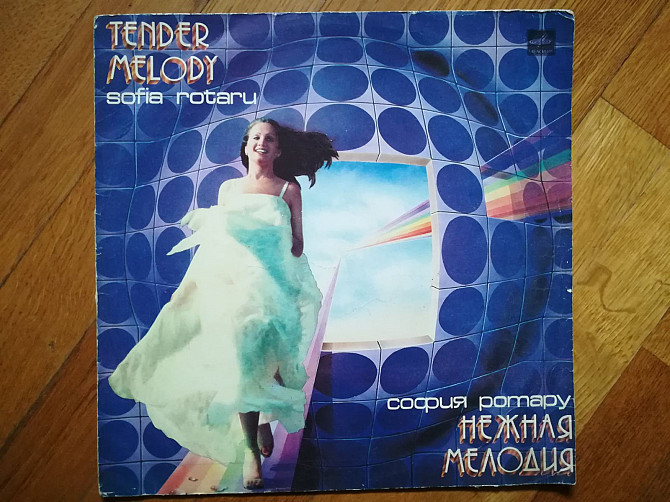 TENDER
MELODY
sofia rotaru
софия ротару
НЕЖНАЯ
МЕЛОДИЯ